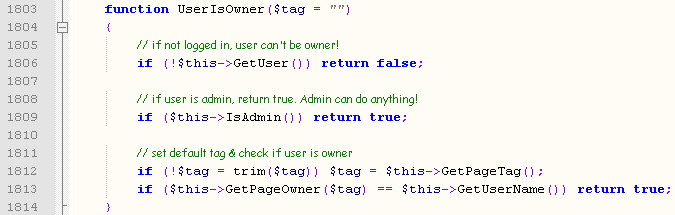 1803 function UserIsOwner($tag = "")
1804 {
1805 // if not logged in, user can't be owner!
1806 if (!$this->GetUser()) return false;
1807
1808 // if user is admin, return true. Admin can do anything!
1809 if ($this->IsAdmin()) return true;
1810
1811 // set default tag & check if user is owner
1812 if (!$tag = trim($tag)) $tag = $this->GetPageTag();
1813 if ($this->GetPageOwner($tag) == $this->GetUserName()) return true;
1814 }